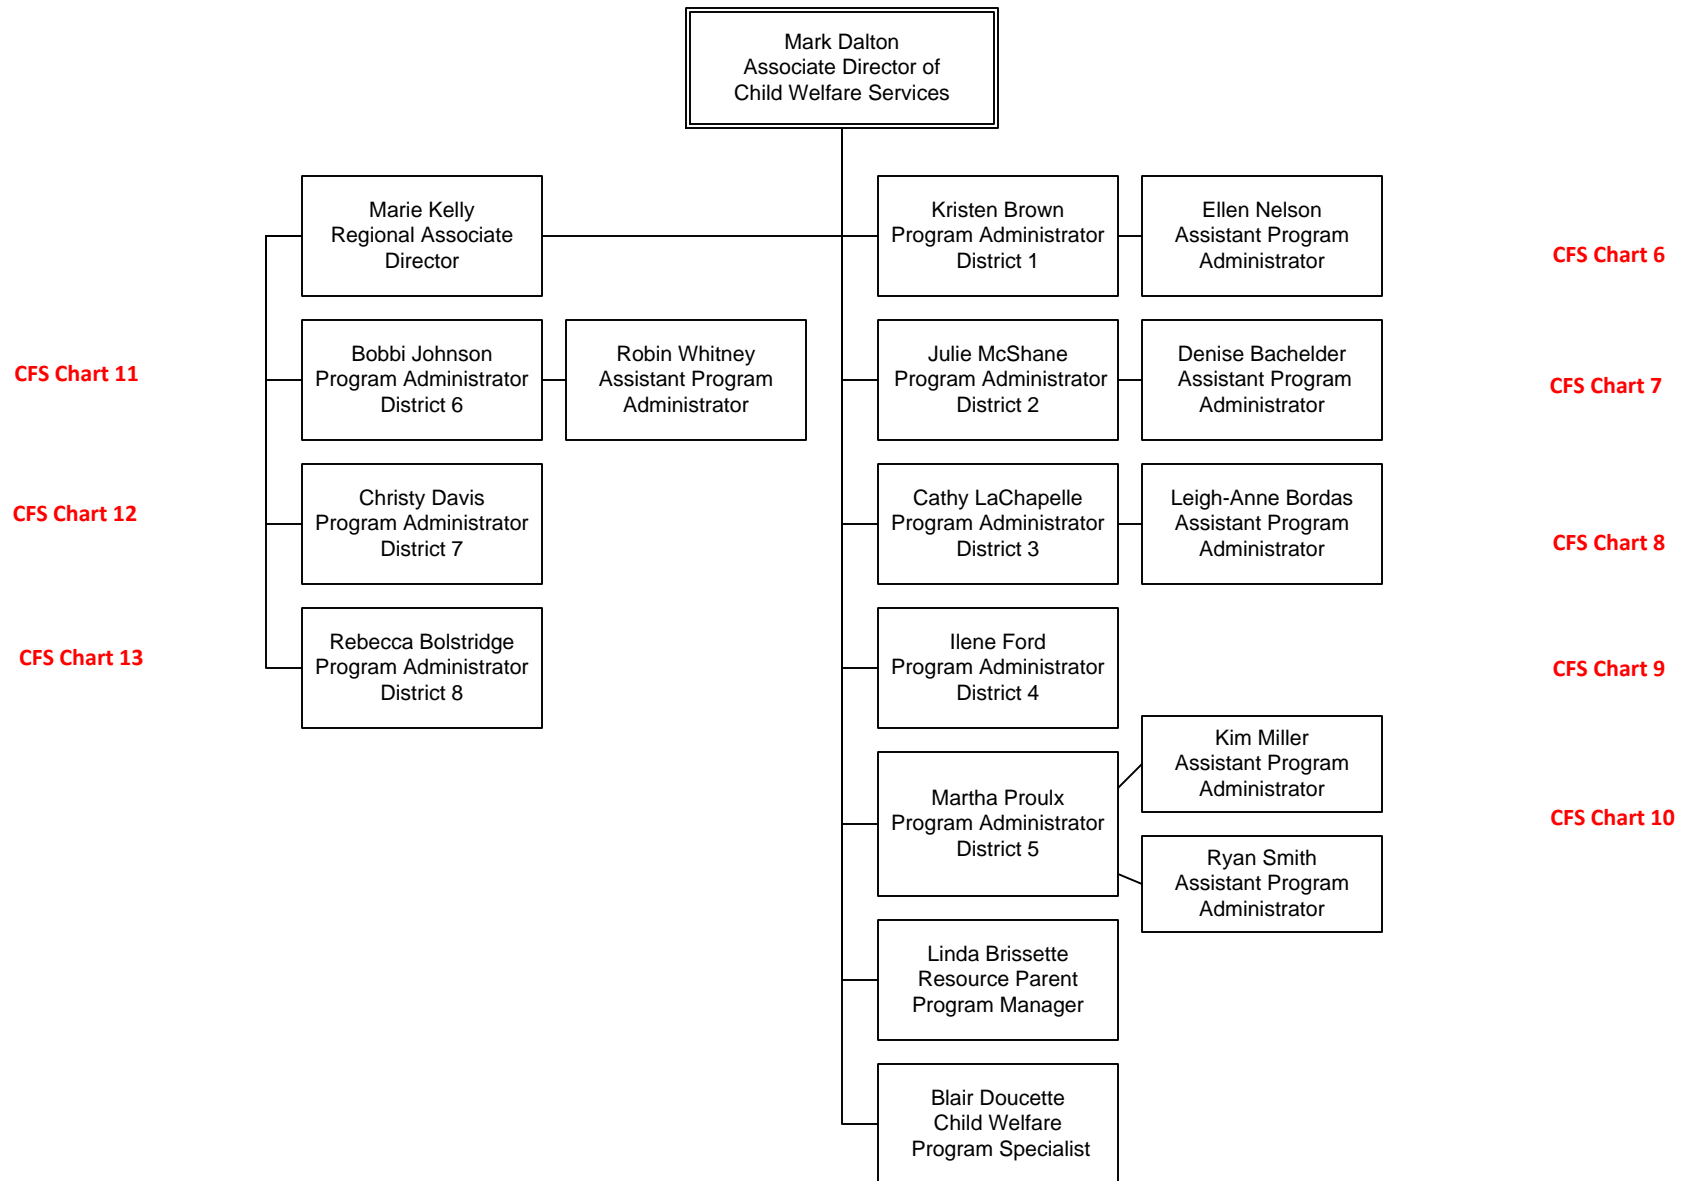 Mark Dalton
Associate Director of
Child Welfare Services
Marie Kelly
Regional Associate
Director
Kristen Brown
Program Administrator
District 1
Ellen Nelson
Assistant Program
Administrator
CFS Chart 6
CFS Chart 11
Bobbi Johnson
Program Administrator
District 6
Robin Whitney
Assistant Program
Administrator
Julie McShane
Program Administrator
District 2
Denise Bachelder
Assistant Program
Administrator
CFS Chart 7
CFS Chart 12
Christy Davis
Program Administrator
District 7
Cathy LaChapelle
Program Administrator
District 3
Leigh-Anne Bordas
Assistant Program
Administrator
CFS Chart 8
CFS Chart 13
Rebecca Bolstridge
Program Administrator
District 8
Ilene Ford
Program Administrator
District 4
CFS Chart 9
Martha Proulx
Program Administrator
District 5
Kim Miller
Assistant Program
Administrator
CFS Chart 10
Ryan Smith
Assistant Program
Administrator
Linda Brissette
Resource Parent
Program Manager
Blair Doucette
Child Welfare
Program Specialist